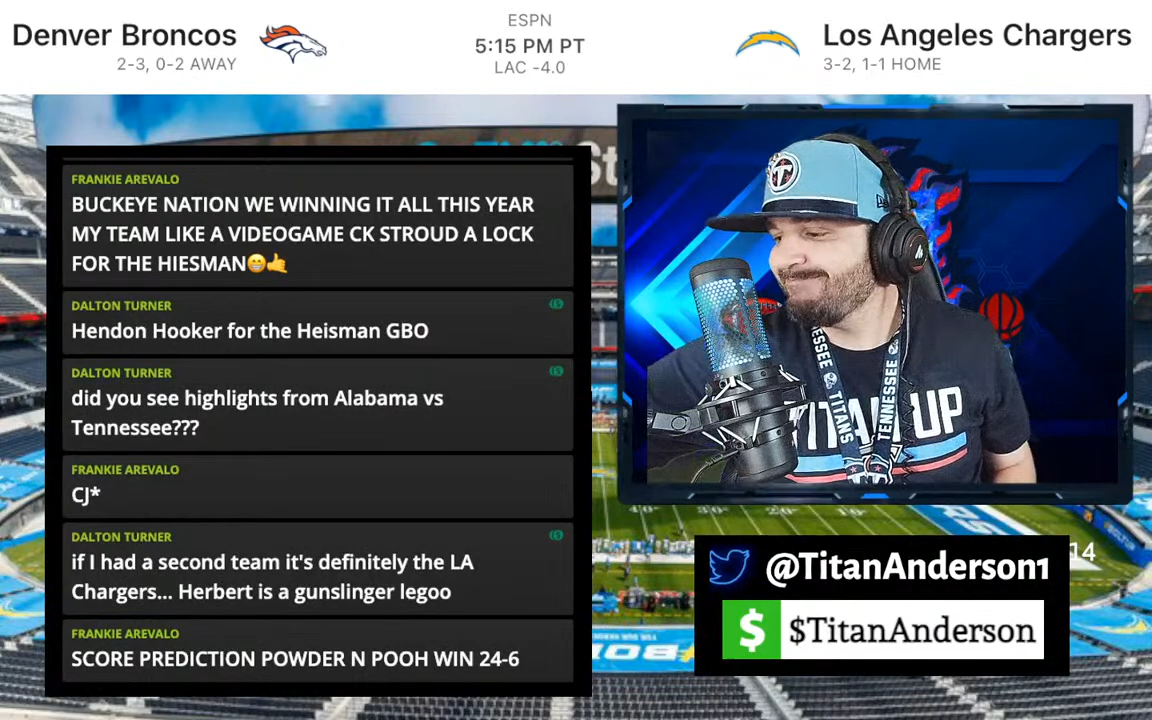 Denver Broncos
2-3, 0-2 AWAY
ESPN
5:15 PM PT
LAC -4.0
Los Angeles Chargers
3-2, 1-1 HOME
FRANKIE AREVALO
BUCKEYE NATION WE WINNING IT ALL THIS YEAR
MY TEAM LIKE A VIDEOGAME CK STROUD A LOCK
FOR THE HIESMAN😁🤙
DALTON TURNER
Hendon Hooker for the Heisman GBO
DALTON TURNER
did you see highlights from Alabama vs
Tennessee???
FRANKIE AREVALO
CJ*
DALTON TURNER
if I had a second team it's definitely the LA
Chargers... Herbert is a gunslinger legoo
FRANKIE AREVALO
SCORE PREDICTION POWDER N POOH WIN 24-6
TITANS
TENNESSEE
TITAN UP
@TitanAnderson1
$TitanAnderson
14